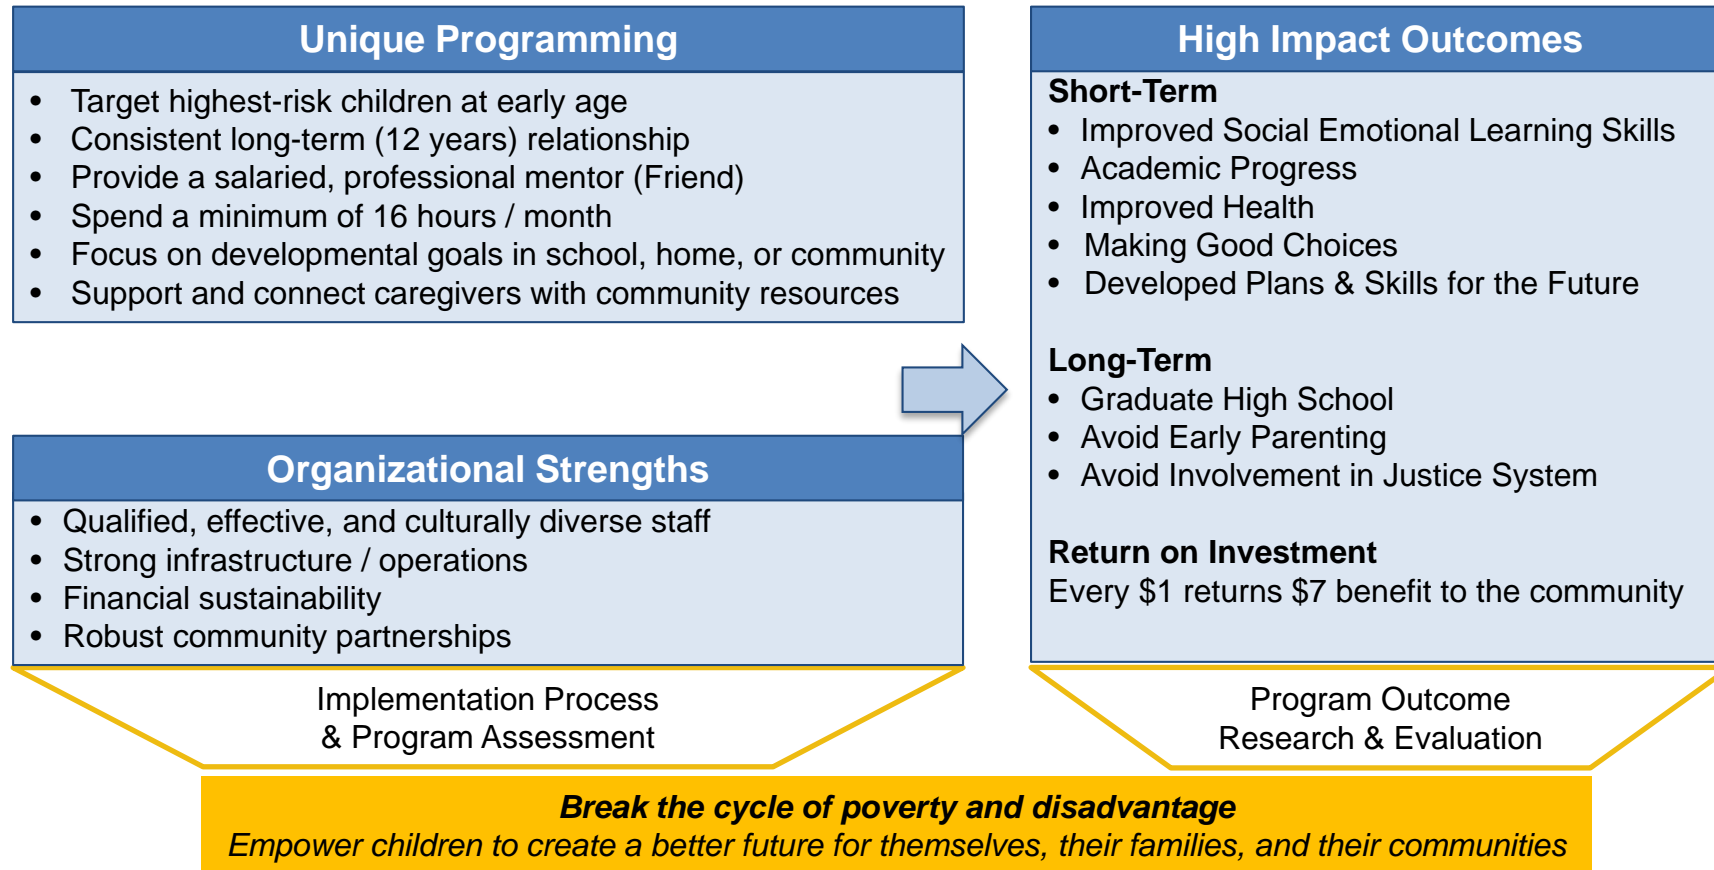 Unique Programming
• Target highest-risk children at early age
• Consistent long-term (12 years) relationship
• Provide a salaried, professional mentor (Friend)
• Spend a minimum of 16 hours / month
• Focus on developmental goals in school, home, or community
• Support and connect caregivers with community resources
Organizational Strengths
• Qualified, effective, and culturally diverse staff
• Strong infrastructure / operations
• Financial sustainability
• Robust community partnerships
Implementation Process
& Program Assessment
High Impact Outcomes
Short-Term
• Improved Social Emotional Learning Skills
• Academic Progress
• Improved Health
• Making Good Choices
• Developed Plans & Skills for the Future
Long-Term
• Graduate High School
• Avoid Early Parenting
• Avoid Involvement in Justice System
Return on Investment
Every $1 returns $7 benefit to the community
Program Outcome
Research & Evaluation
Break the cycle of poverty and disadvantage
Empower children to create a better future for themselves, their families, and their communities